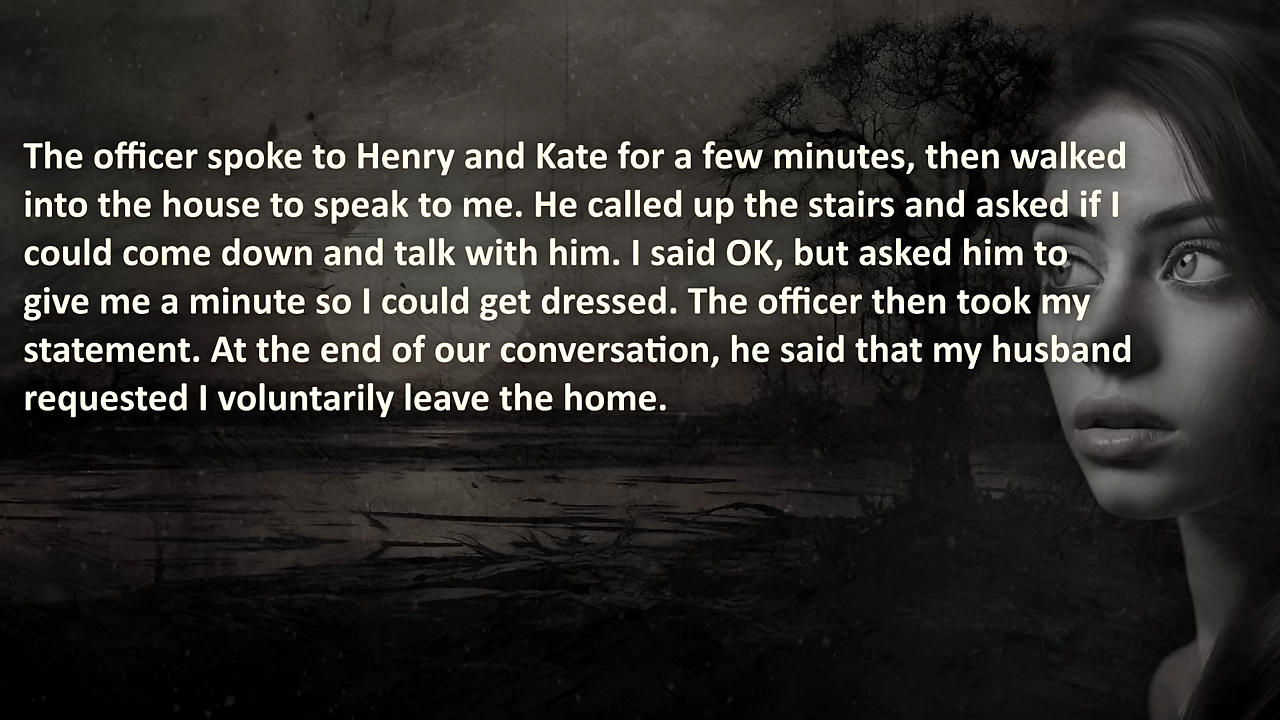 The officer spoke to Henry and Kate for a few minutes, then walked
into the house to speak to me. He called up the stairs and asked if I
could come down and talk with him. I said OK, but asked him to
give me a minute so I could get dressed. The officer then took my
statement. At the end of our conversation, he said that my husband
requested I voluntarily leave the home.